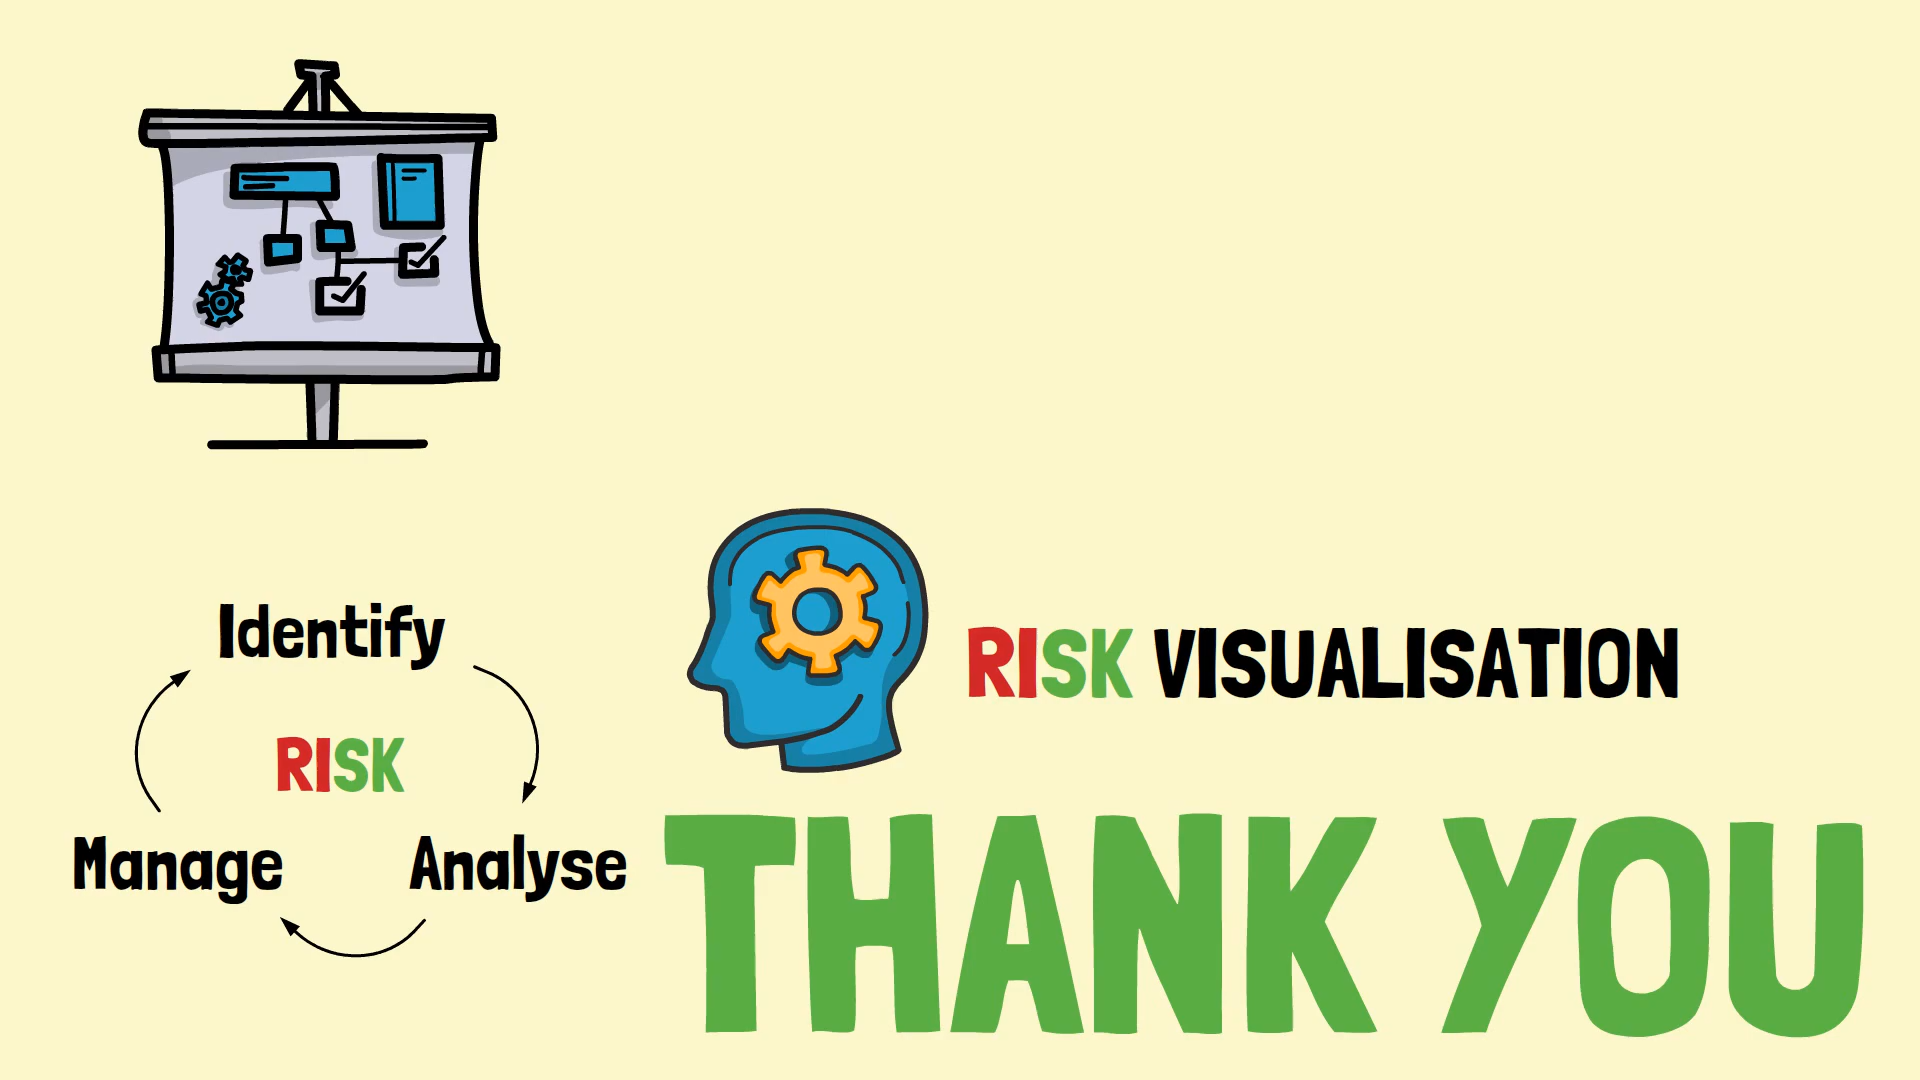 Identify
RISK
Manage
Analyse
RISK VISUALISATION
THANK YOU